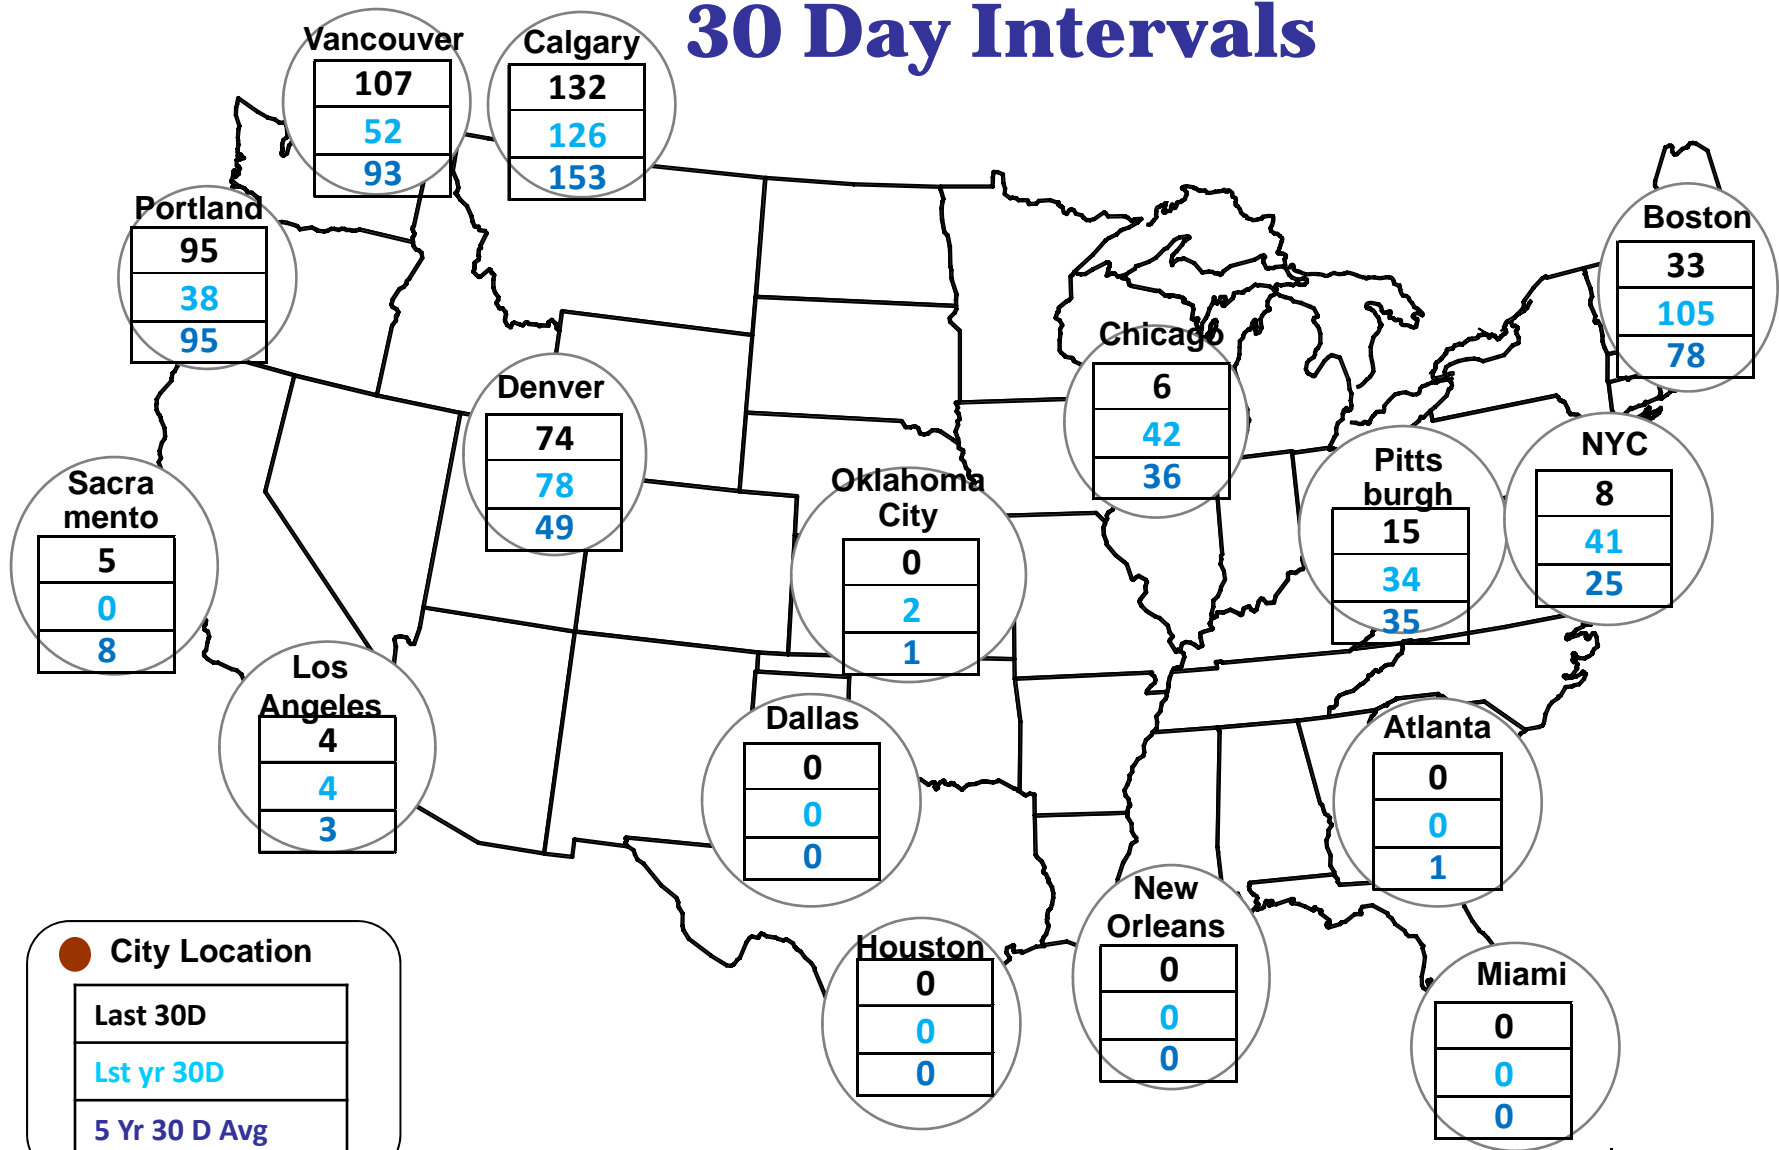 30 Day Intervals
Vancouver
107
52
93
Calgary
132
126
153
Portland
95
38
95
Boston
33
105
78
Chicago
6
42
36
Denver
74
78
49
NYC
8
41
25
Pitts
burgh
15
34
35
Oklahoma
City
0
2
1
Sacra
mento
5
0
8
Los
Angeles
4
4
3
Dallas
0
0
0
Atlanta
0
0
1
New
Orleans
0
0
0
Houston
0
0
0
Miami
0
0
0
City Location
Last 30D
Lst yr 30D
5 Yr 30 D Avg